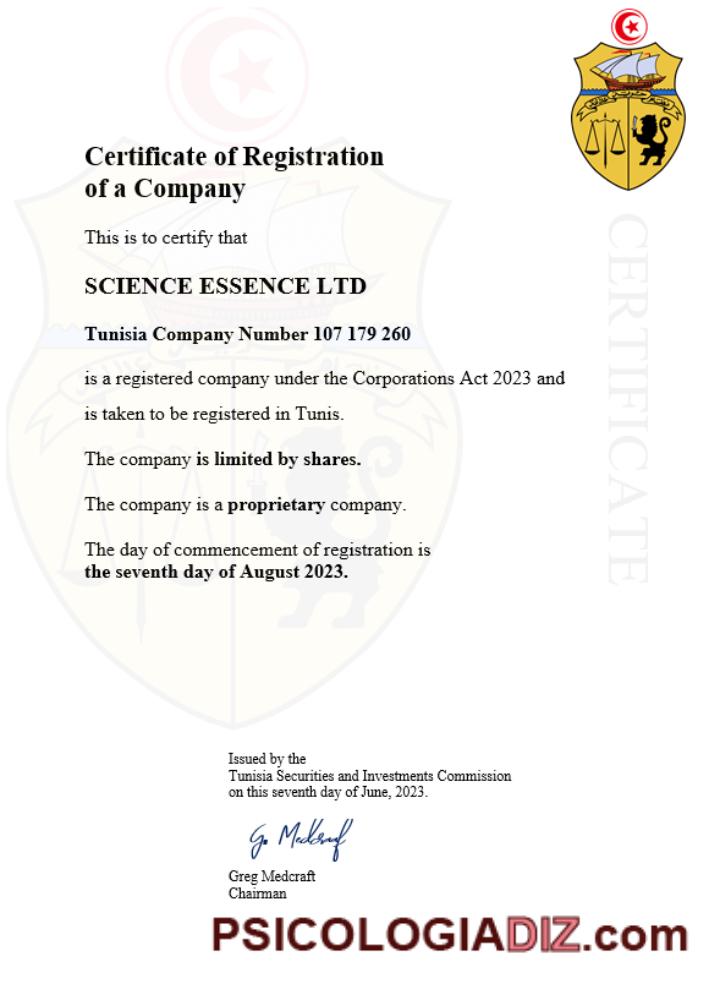 Certificate of Registration
of a Company
This is to certify that
SCIENCE ESSENCE LTD
Tunisia Company Number 107 179 260
is a registered company under the Corporations Act 2023 and
is taken to be registered in Tunis.
The company is limited by shares.
The company is a proprietary company.
The day of commencement of registration is
the seventh day of August 2023.
CERTIFICATE
Issued by the
Tunisia Securities and Investments Commission
on this seventh day of June, 2023.
G. Medcraft
Greg Medcraft
Chairman
PSICOLOGIADIZ.com